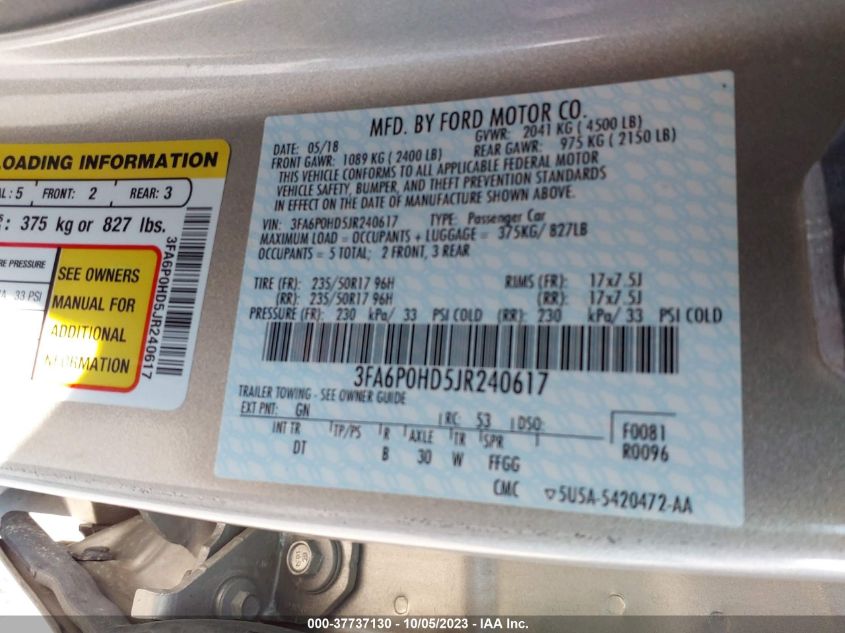 LOADING INFORMATION
: 5 FRONT: 2 REAR: 3
: 375 kg or 827 lbs.
PRESSURE
33 PSI
SEE OWNERS
MANUAL FOR
ADDITIONAL
INFORMATION
3FA6P0HD5JR240617
MFD. BY FORD MOTOR CO.
DATE: 05/18 GVWR: 2041 KG ( 4500 LB)
FRONT GAWR: 1089 KG ( 2400 LB) REAR GAWR: 975 KG ( 2150 LB)
THIS VEHICLE CONFORMS TO ALL APPLICABLE FEDERAL MOTOR
VEHICLE SAFETY, BUMPER, AND THEFT PREVENTION STANDARDS
IN EFFECT ON THE DATE OF MANUFACTURE SHOWN ABOVE.
VIN: 3FA6P0HD5JR240617 TYPE: Passenger Car
MAXIMUM LOAD = OCCUPANTS + LUGGAGE = 375KG/ 827LB
OCCUPANTS = 5 TOTAL; 2 FRONT, 3 REAR
TIRE (FR): 235/50R17 96H RIMS (FR): 17x7.5J
(RR): 235/50R17 96H (RR): 17x7.5J
PRESSURE (FR): 230 kPa/ 33 PSI COLD (RR): 230 kPa/ 33 PSI COLD
3FA6P0HD5JR240617
TRAILER TOWING - SEE OWNER GUIDE
EXT PNT: GN RC: 53 DSO: F0081
INT TR TP/PS R AXLE TR SPR R0096
DT B 30 W FFGG
CMC 5U5A-5420472-AA
000-37737130 - 10/05/2023 - IAA Inc.